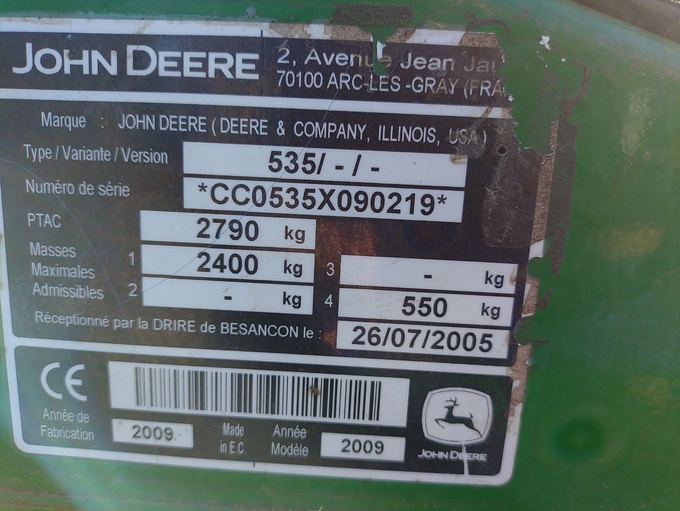 JOHN DEERE 2, Avenue Jean
70100 ARC-LES -GRAY (FRA
Marque : JOHN DEERE ( DEERE & COMPANY, ILLINOIS, USA )
Type / Variante / Version 535/ - / -
Numéro de série *CC0535X090219*
PTAC 2790 kg
Masses Maximales Admissibles
1 2400 kg 3 - kg
2 - kg 4 550 kg
Réceptionné par la DRIRE de BESANCON le : 26/07/2005
CE
Année de Fabrication 2009 Made in E.C. Année Modèle 2009
JOHN DEERE